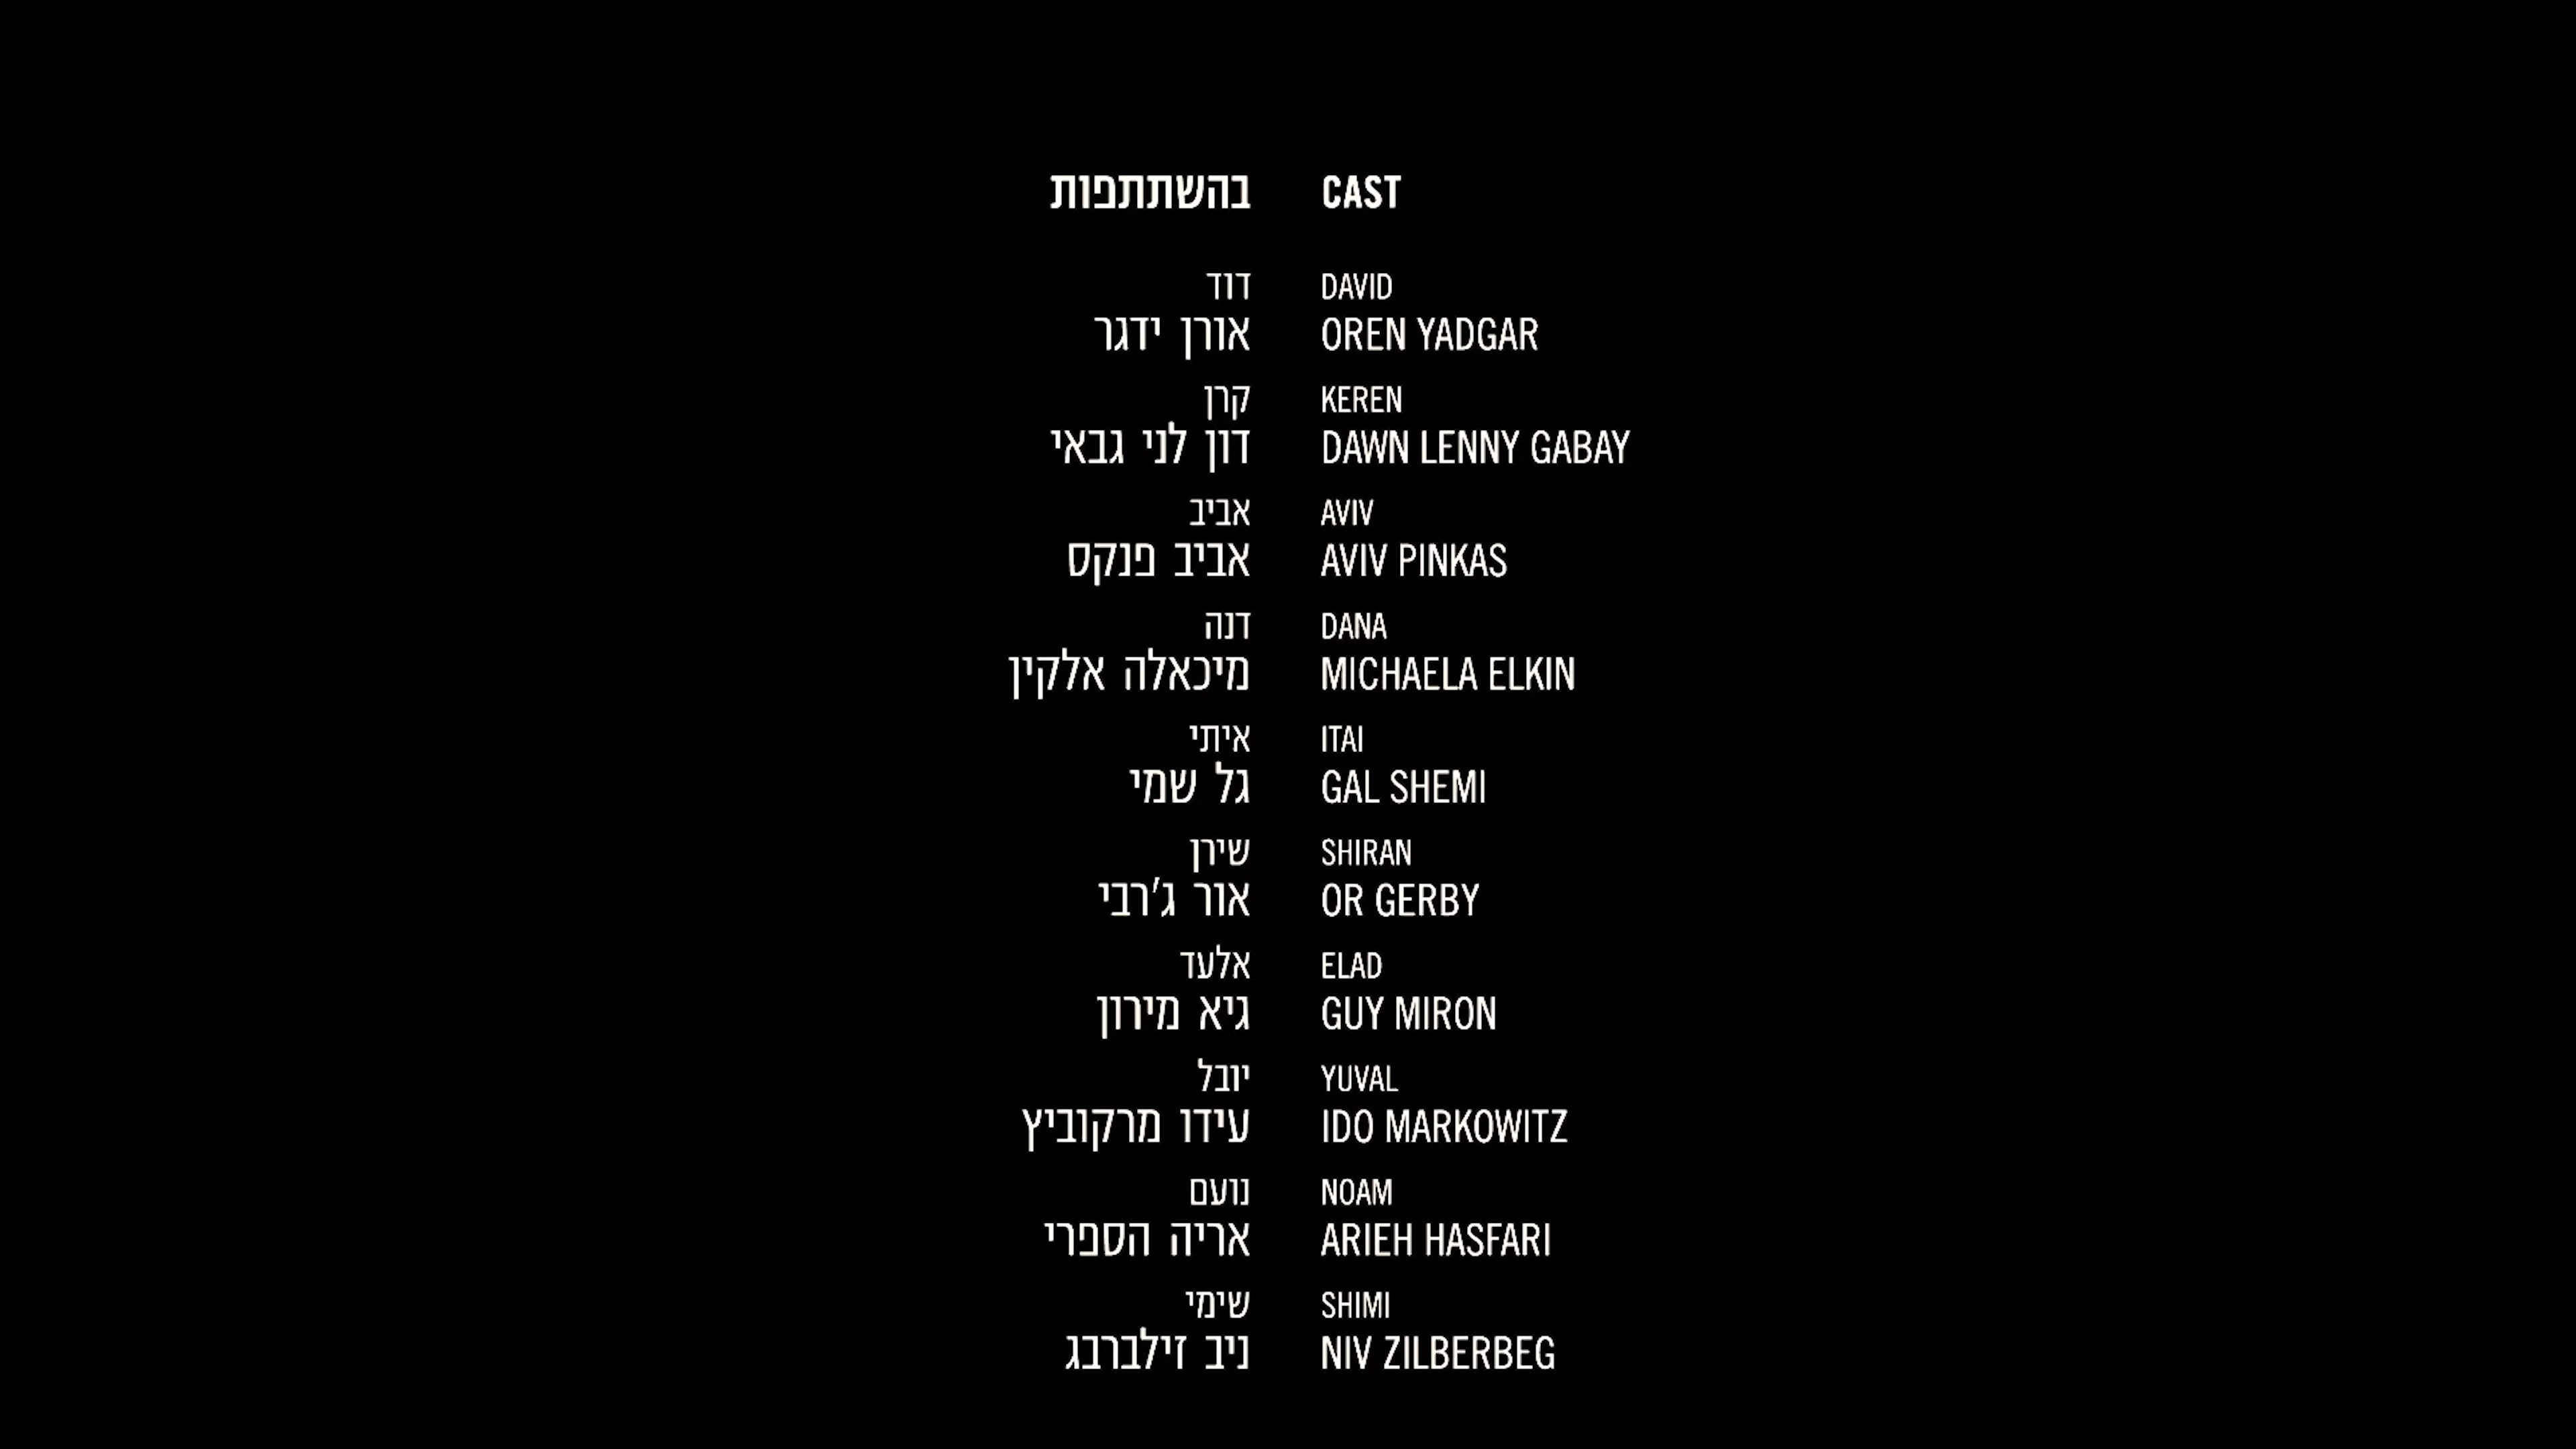 בהשתתפות CAST
דוד DAVID
אורן ידגר OREN YADGAR
קרן KEREN
דון לני גבאי DAWN LENNY GABAY
אביב AVIV
אביב פנקס AVIV PINKAS
דנה DANA
מיכאלה אלקין MICHAELA ELKIN
איתי ITAI
גל שמי GAL SHEMI
שירן SHIRAN
אור ג'רבי OR GERBY
אלעד ELAD
גיא מירון GUY MIRON
יובל YUVAL
עידו מרקוביץ IDO MARKOWITZ
נועם NOAM
אריה הספרי ARIEH HASFARI
שימי SHIMI
ניב זילברבג NIV ZILBERBEG